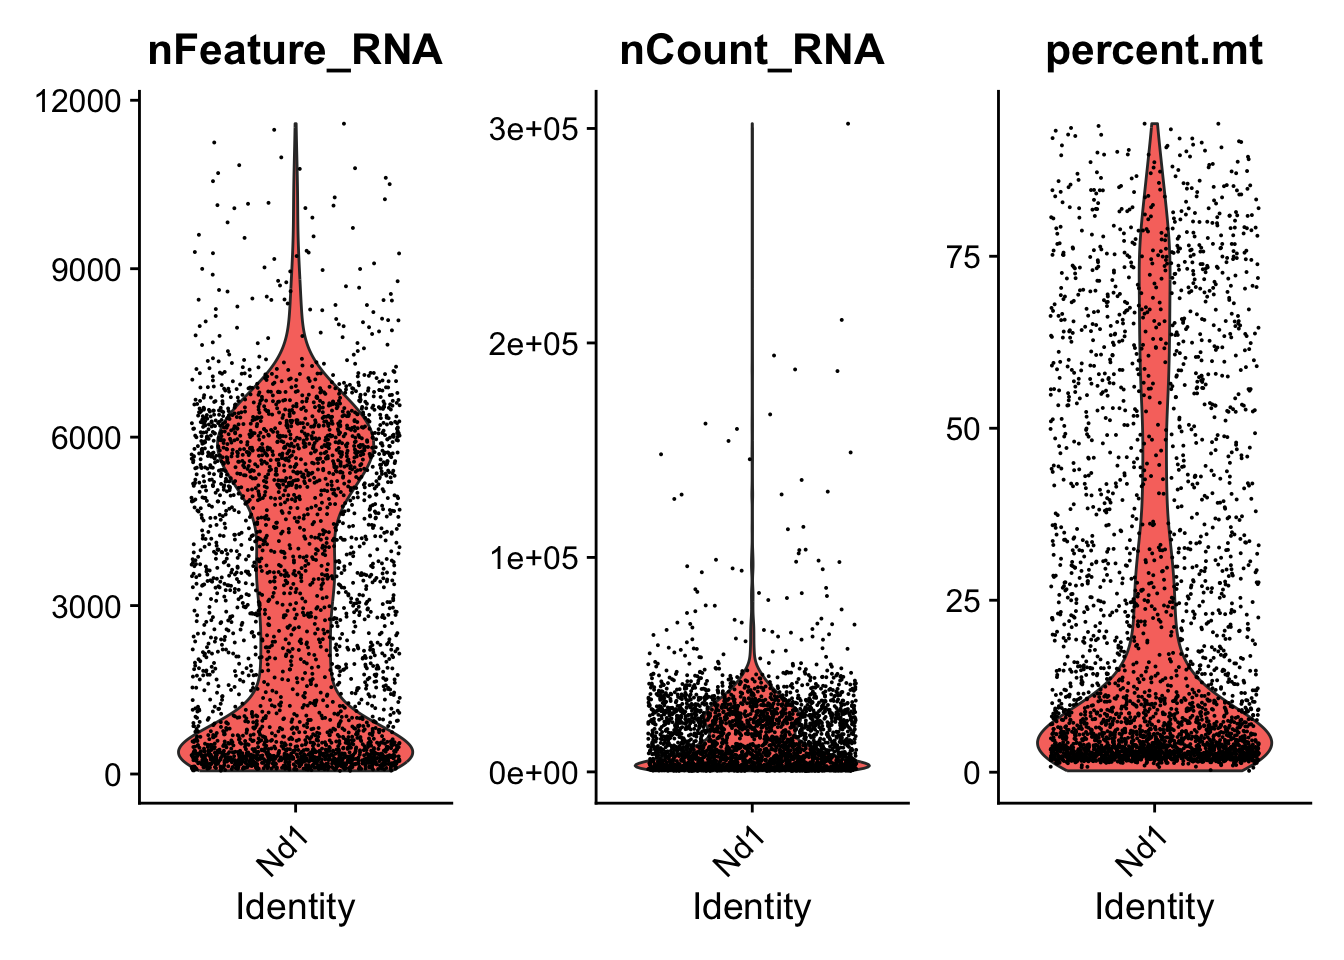 nFeature_RNA
12000
9000
6000
3000
0
Nd1
Identity
nCount_RNA
3e+05
2e+05
1e+05
0e+00
Nd1
Identity
percent.mt
75
50
25
0
Nd1
Identity